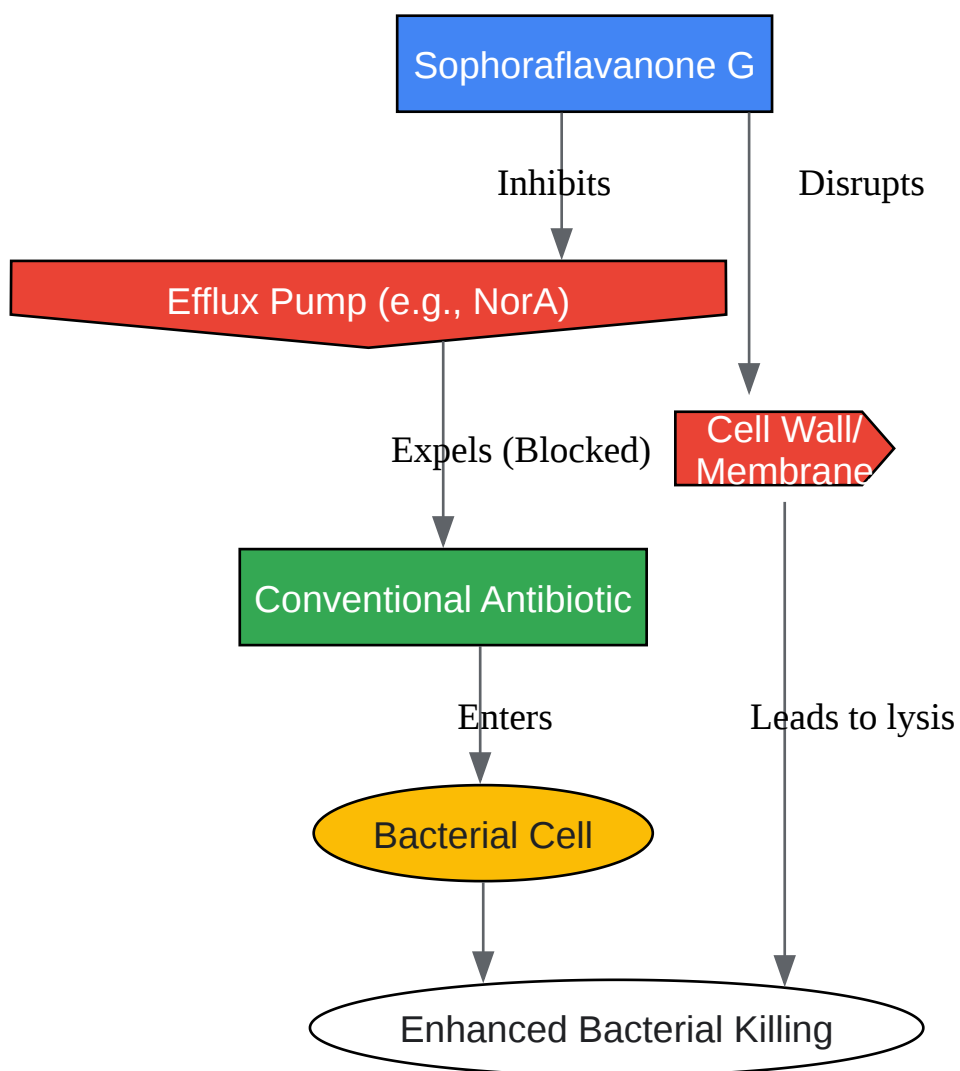 Sophoraflavanone G
Inhibits
Disrupts
Efflux Pump (e.g., NorA)
Cell Wall/
Membrane
Expels (Blocked)
Conventional Antibiotic
Enters
Leads to lysis
Bacterial Cell
Enhanced Bacterial Killing